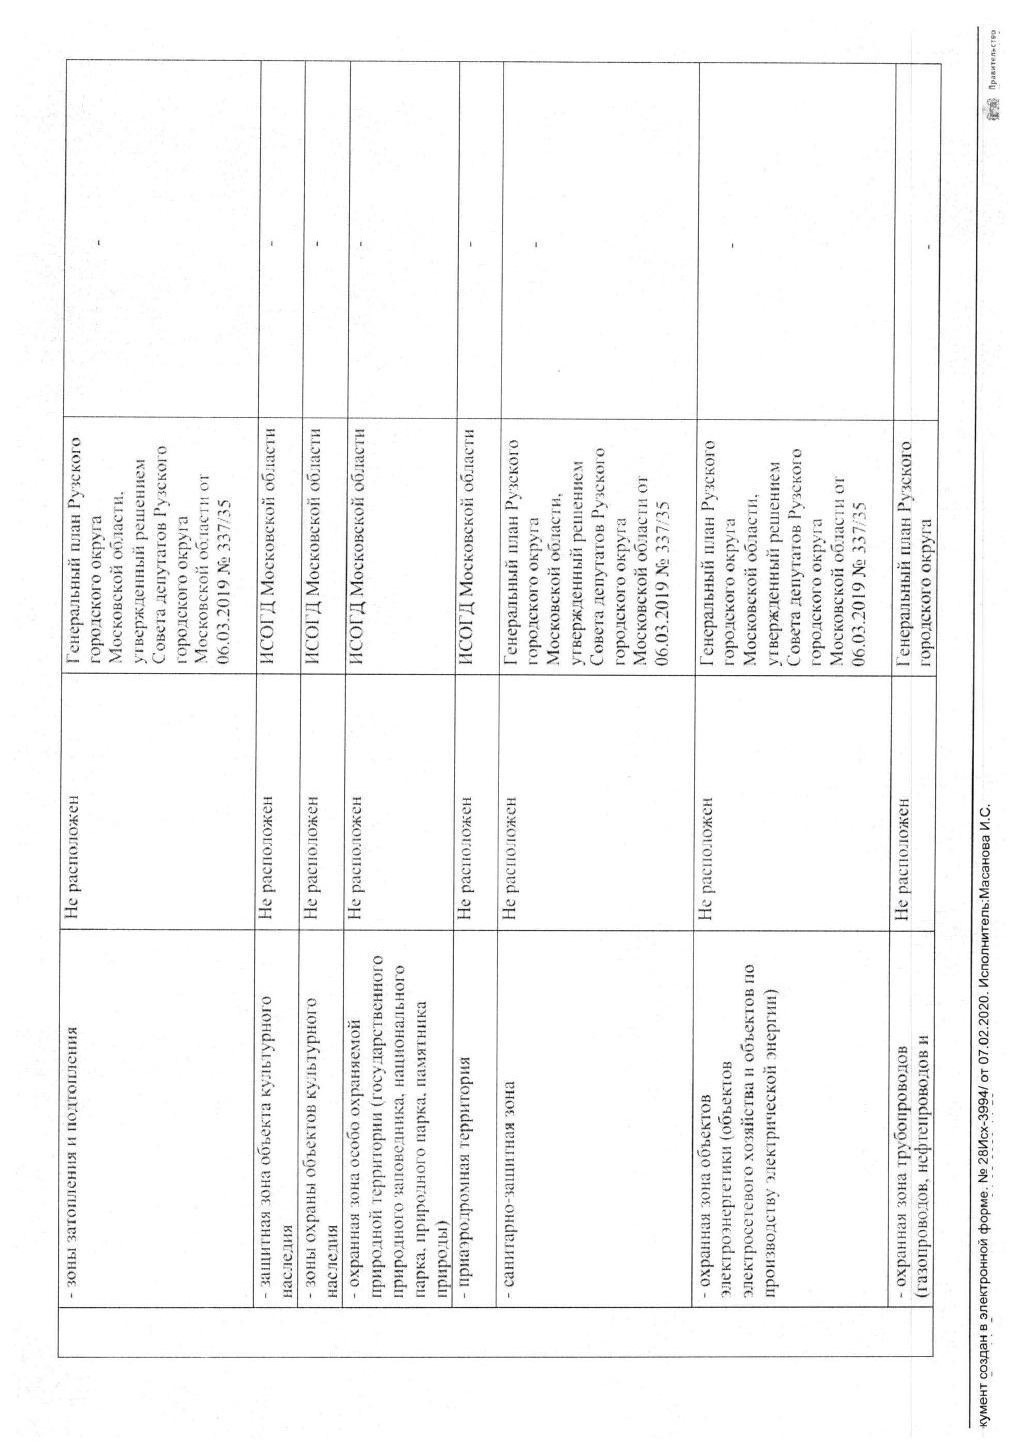 - зоны затопления и подтопления
Не расположен
Генеральный план Рузского
городского округа
Московской области,
утвержденный решением
Совета депутатов Рузского
городского округа
Московской области от
06.03.2019 № 337/35
-
- защитная зона объекта культурного
наследия
Не расположен
ИСОГД Московской области
-
- зоны охраны объектов культурного
наследия
Не расположен
ИСОГД Московской области
-
- охранная зона особо охраняемой
природной территории (государственного
природного заповедника, национального
парка, природного парка, памятника
природы)
Не расположен
ИСОГД Московской области
-
- приаэродромная территория
Не расположен
ИСОГД Московской области
-
- санитарно-защитная зона
Не расположен
Генеральный план Рузского
городского округа
Московской области,
утвержденный решением
Совета депутатов Рузского
городского округа
Московской области от
06.03.2019 № 337/35
-
- охранная зона объектов
электроэнергетики (объектов
электросетевого хозяйства и объектов по
производству электрической энергии)
Не расположен
Генеральный план Рузского
городского округа
Московской области,
утвержденный решением
Совета депутатов Рузского
городского округа
Московской области от
06.03.2019 № 337/35
-
- охранная зона трубопроводов
(газопроводов, нефтепроводов и
Не расположен
Генеральный план Рузского
городского округа
-
кумент создан в электронной форме. № 28Исх-3994/ от 07.02.2020. Исполнитель:Масанова И.С.
Правительство